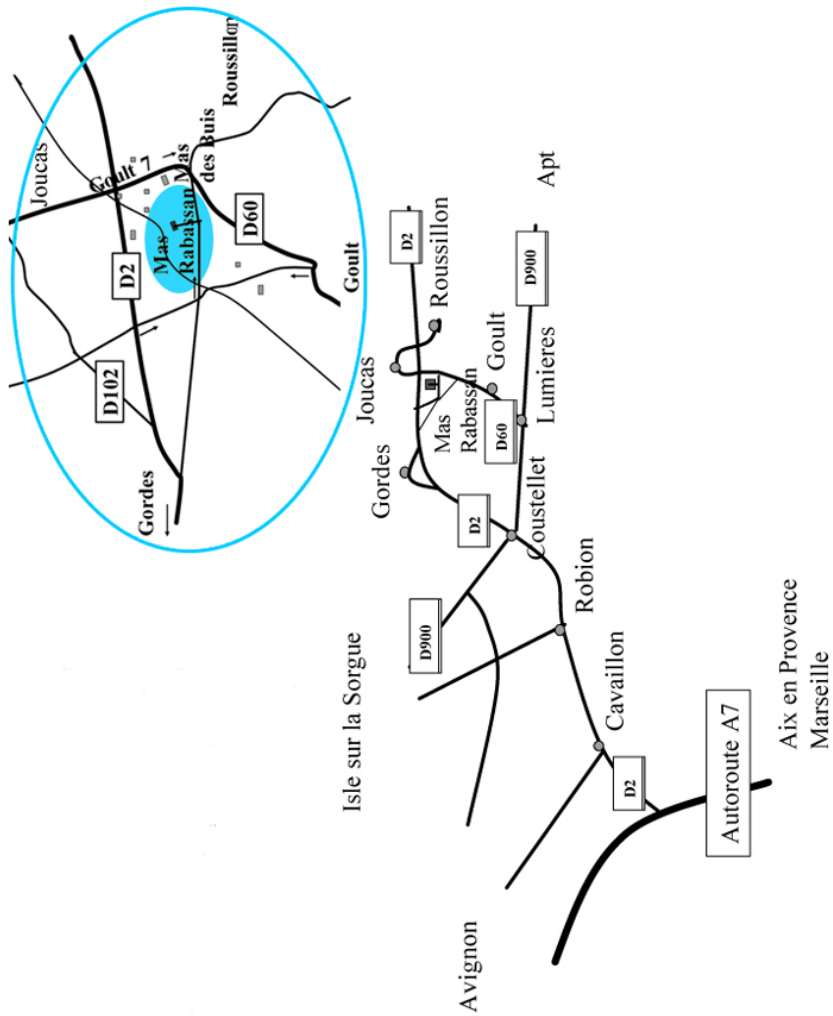 Joucas
Roussillon
Goult 7
Mas
des Buis
D2
Mas
Rabassan
D60
D102
Goult
Gordes
Joucas
D2
Roussillon
Apt
D900
Gordes
Mas
Rabassan
Goult
D60
Lumieres
D2
Coustellet
Isle sur la Sorgue
D900
Robion
Cavaillon
D2
Avignon
Autoroute A7
Aix en Provence
Marseille